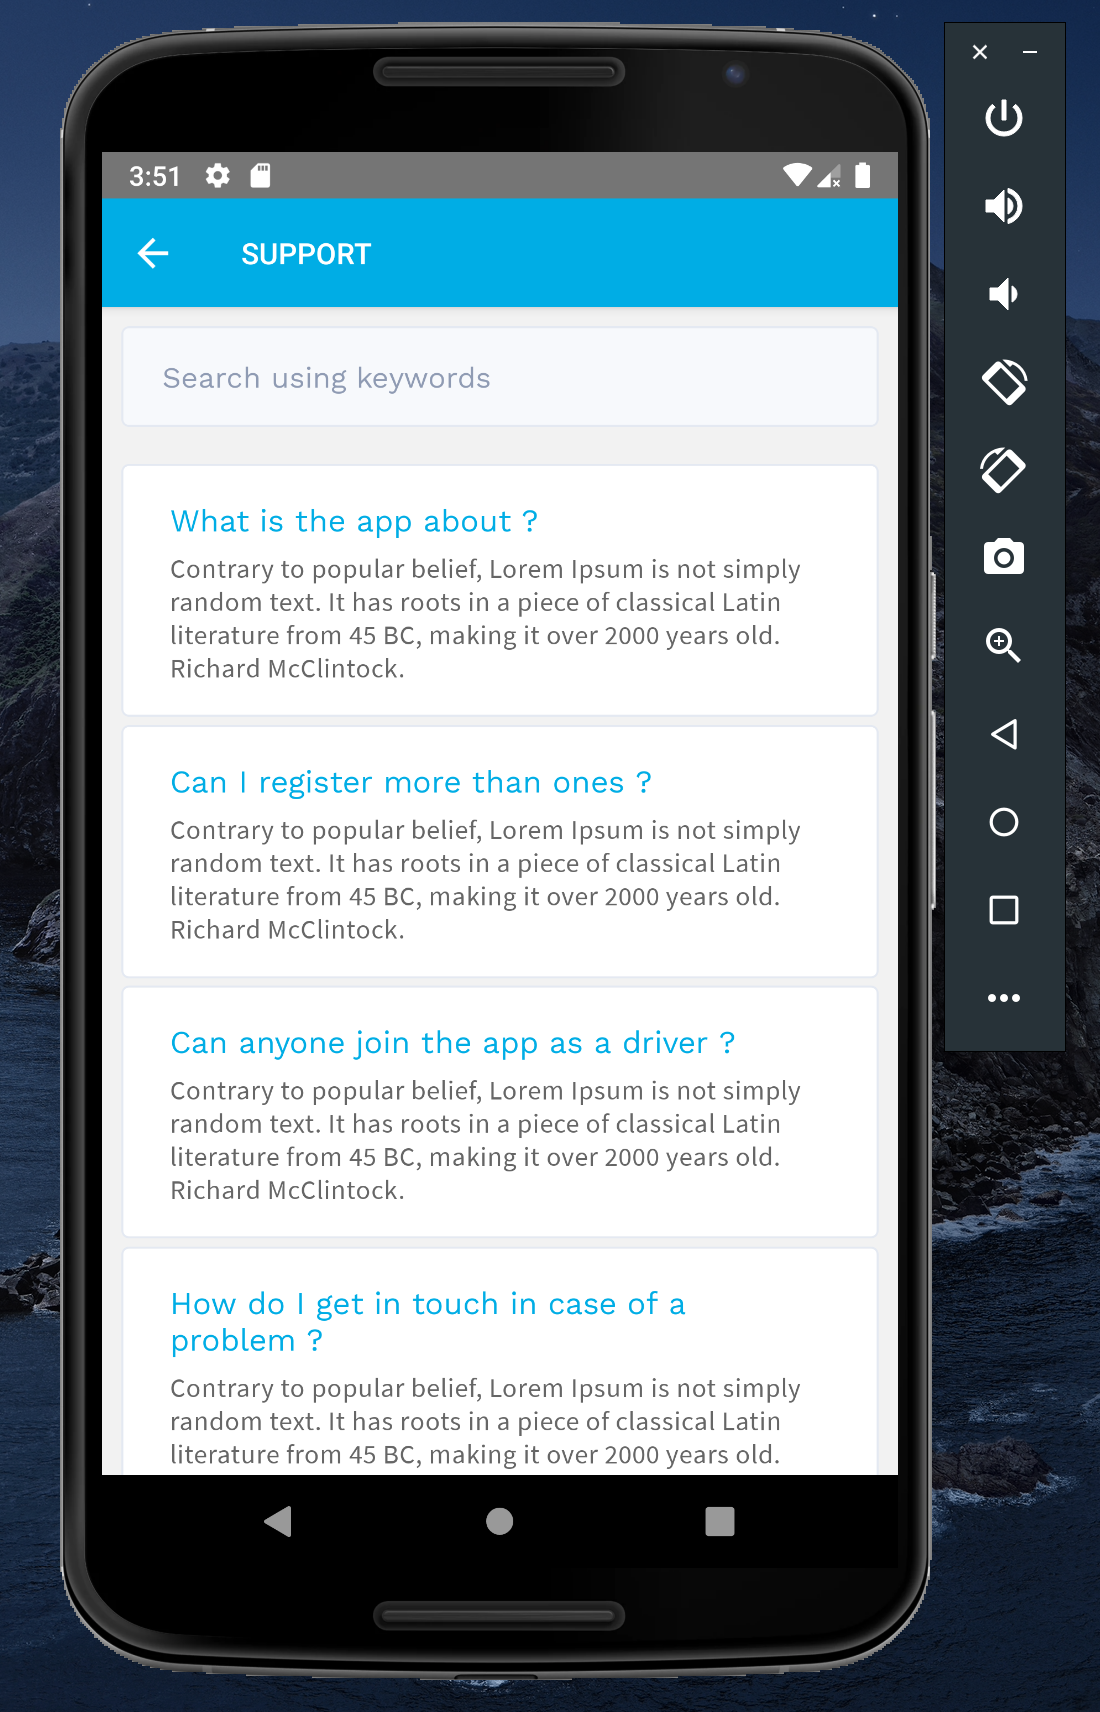 3:51
SUPPORT
Search using keywords
What is the app about ?
Contrary to popular belief, Lorem Ipsum is not simply
random text. It has roots in a piece of classical Latin
literature from 45 BC, making it over 2000 years old.
Richard McClintock.
Can I register more than ones ?
Contrary to popular belief, Lorem Ipsum is not simply
random text. It has roots in a piece of classical Latin
literature from 45 BC, making it over 2000 years old.
Richard McClintock.
Can anyone join the app as a driver ?
Contrary to popular belief, Lorem Ipsum is not simply
random text. It has roots in a piece of classical Latin
literature from 45 BC, making it over 2000 years old.
Richard McClintock.
How do I get in touch in case of a
problem ?
Contrary to popular belief, Lorem Ipsum is not simply
random text. It has roots in a piece of classical Latin
literature from 45 BC, making it over 2000 years old.